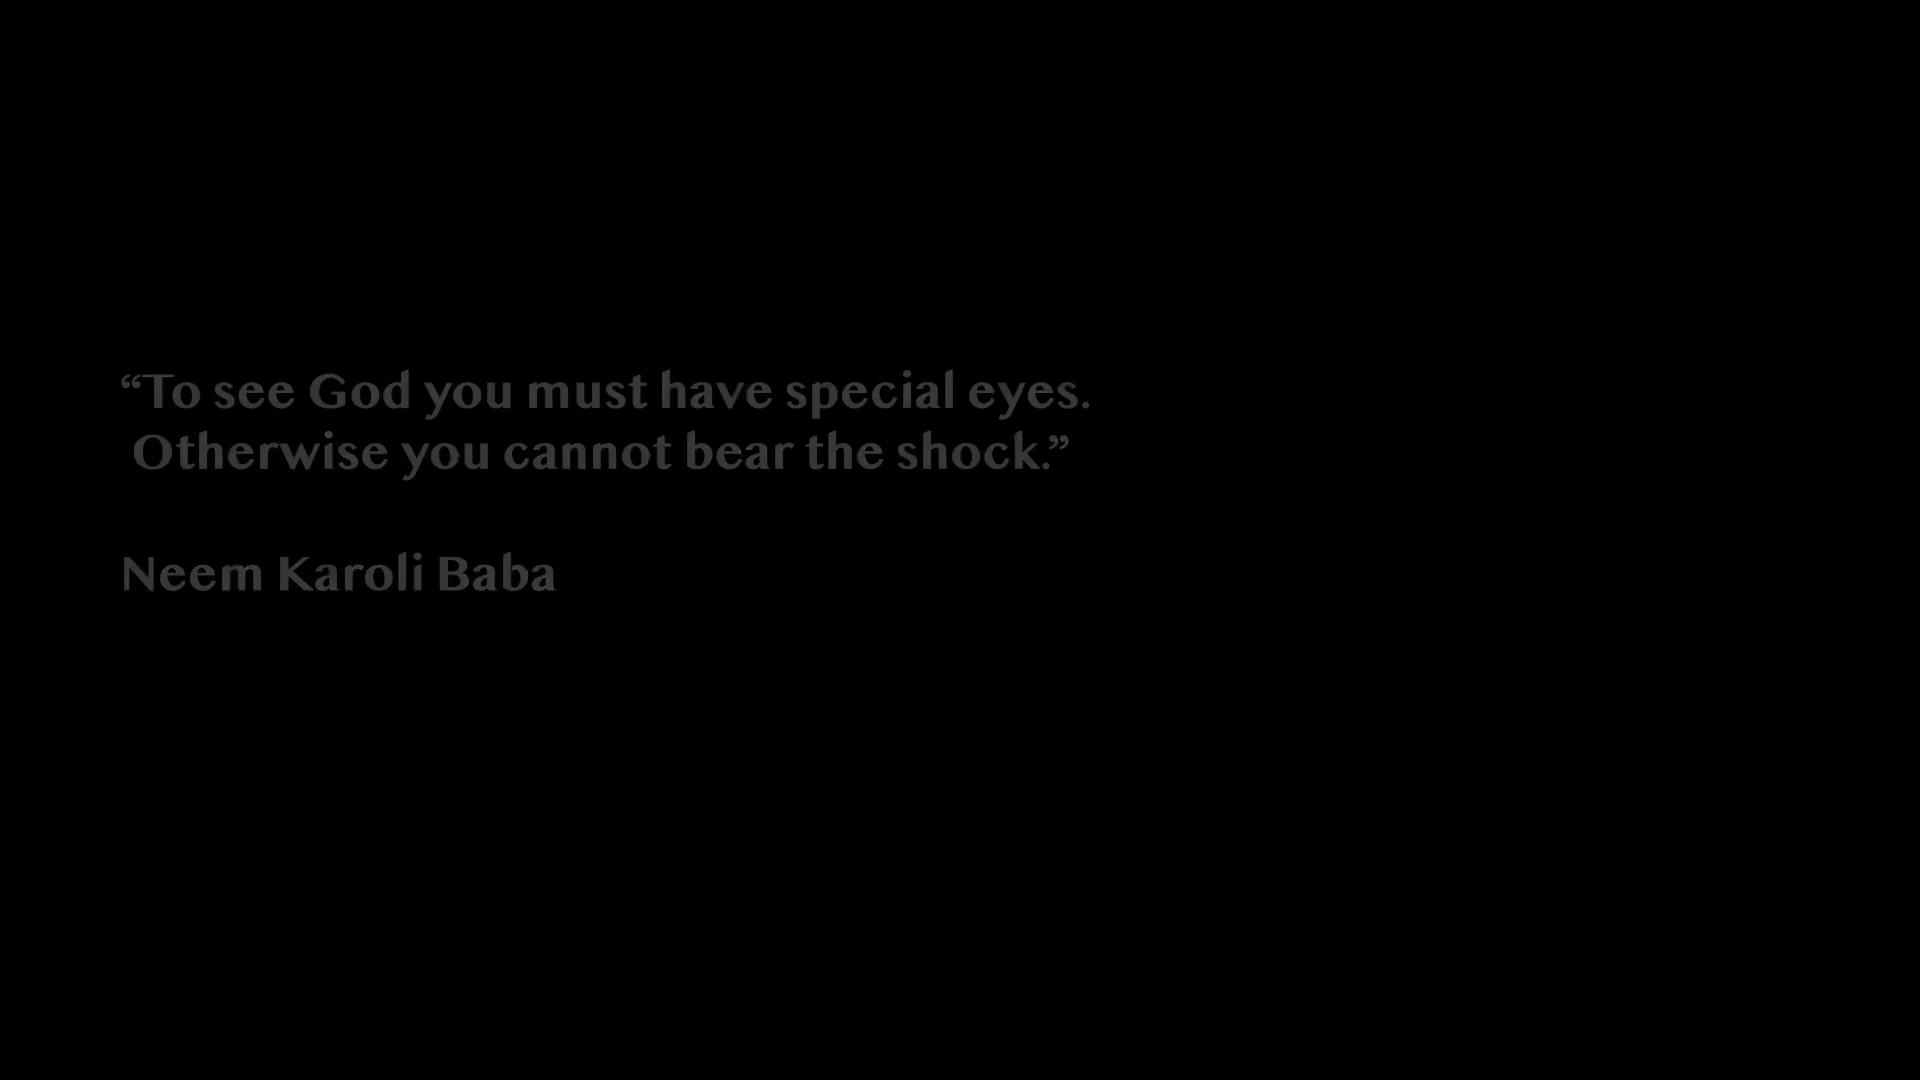 “To see God you must have special eyes.
Otherwise you cannot bear the shock.”
Neem Karoli Baba